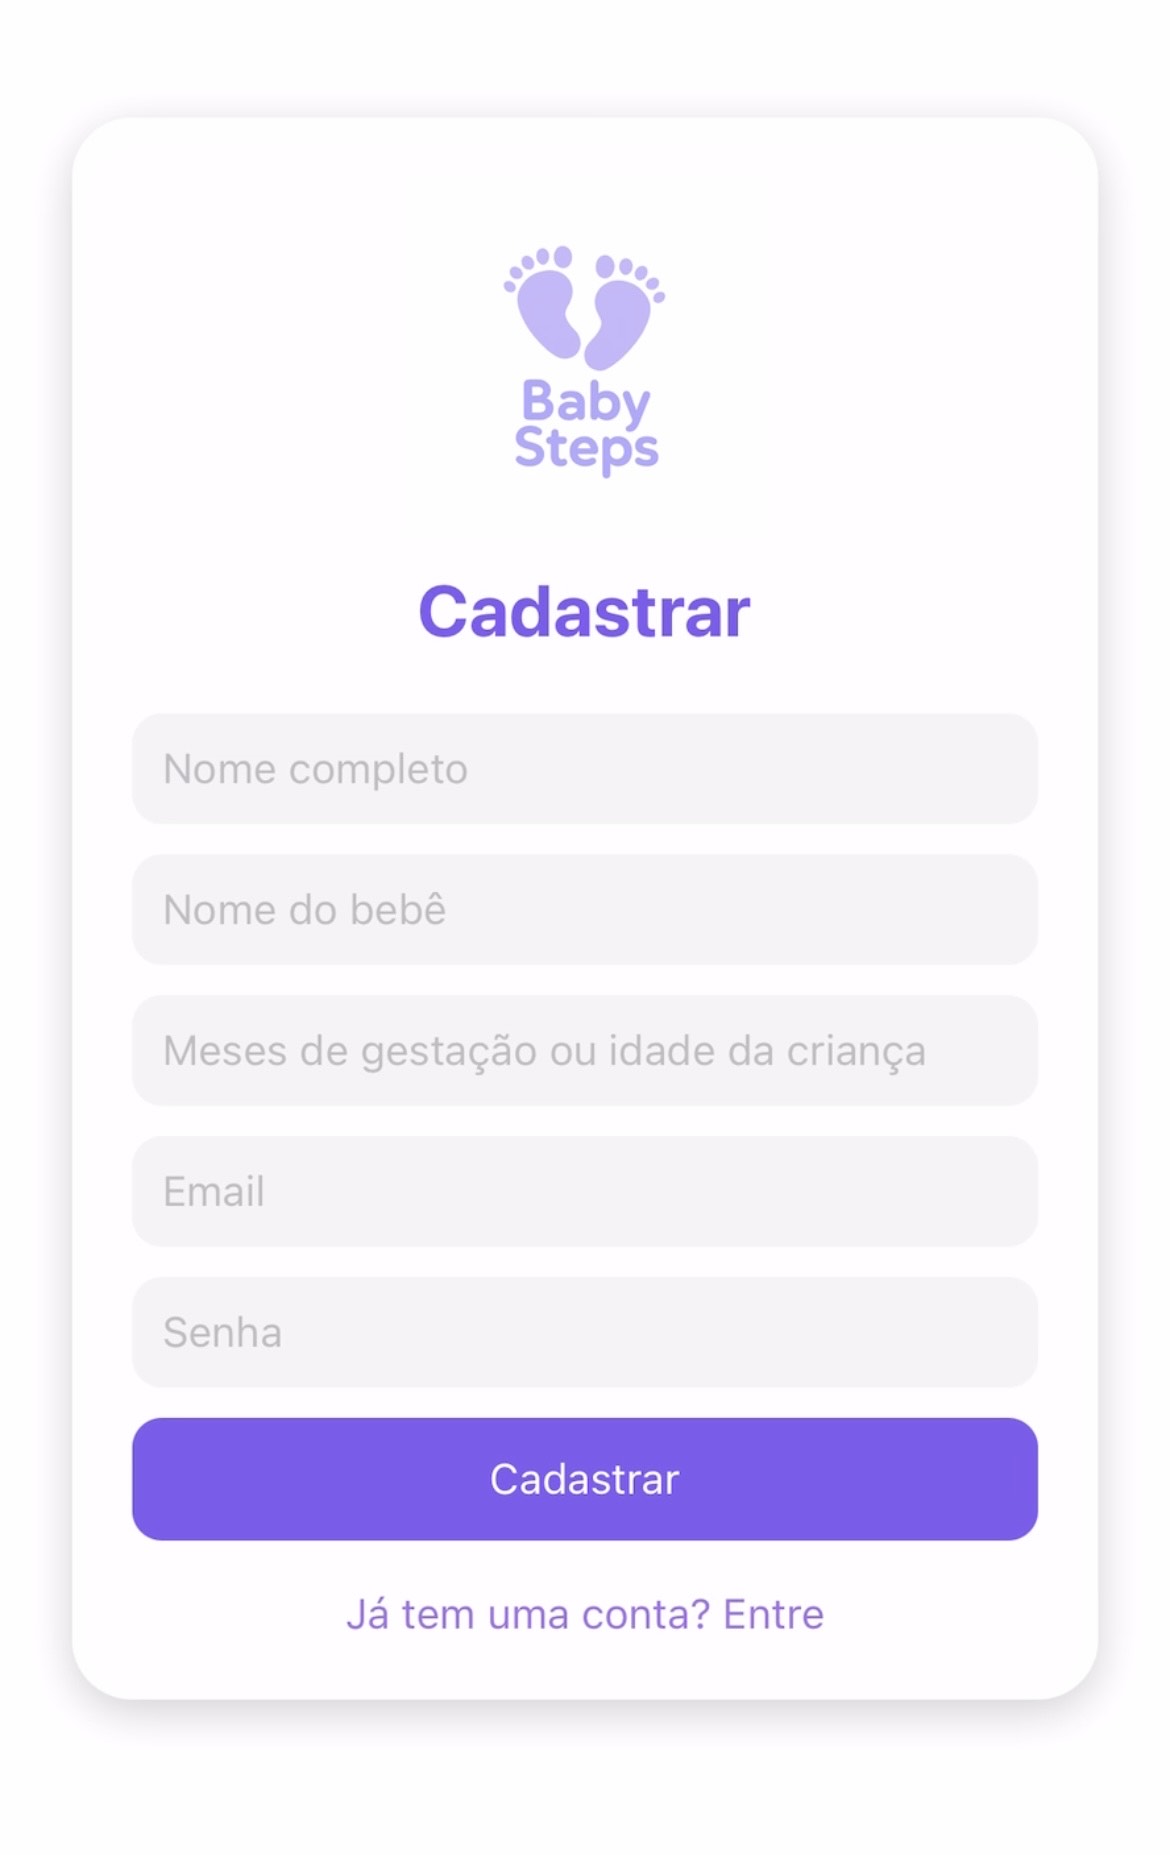 Baby
Steps
Cadastrar
Nome completo
Nome do bebê
Meses de gestação ou idade da criança
Email
Senha
Cadastrar
Já tem uma conta? Entre